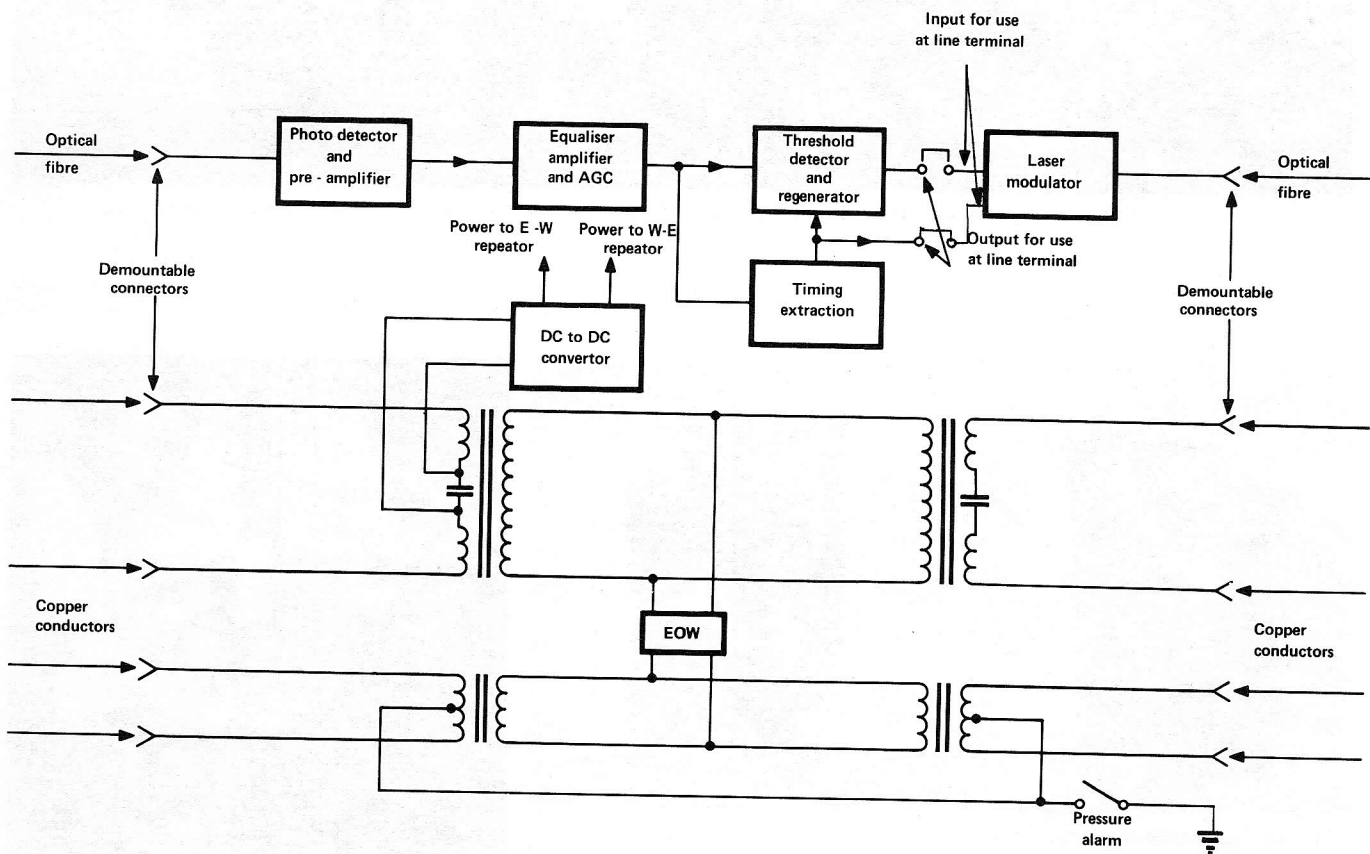 Input for use
at line terminal
Optical
fibre
Photo detector
and
pre - amplifier
Equaliser
amplifier
and AGC
Threshold
detector
and
regenerator
Laser
modulator
Optical
fibre
Power to E -W
repeator
Power to W-E
repeator
Output for use
at line terminal
Demountable
connectors
DC to DC
convertor
Timing
extraction
Demountable
connectors
Copper
conductors
EOW
Copper
conductors
Pressure
alarm